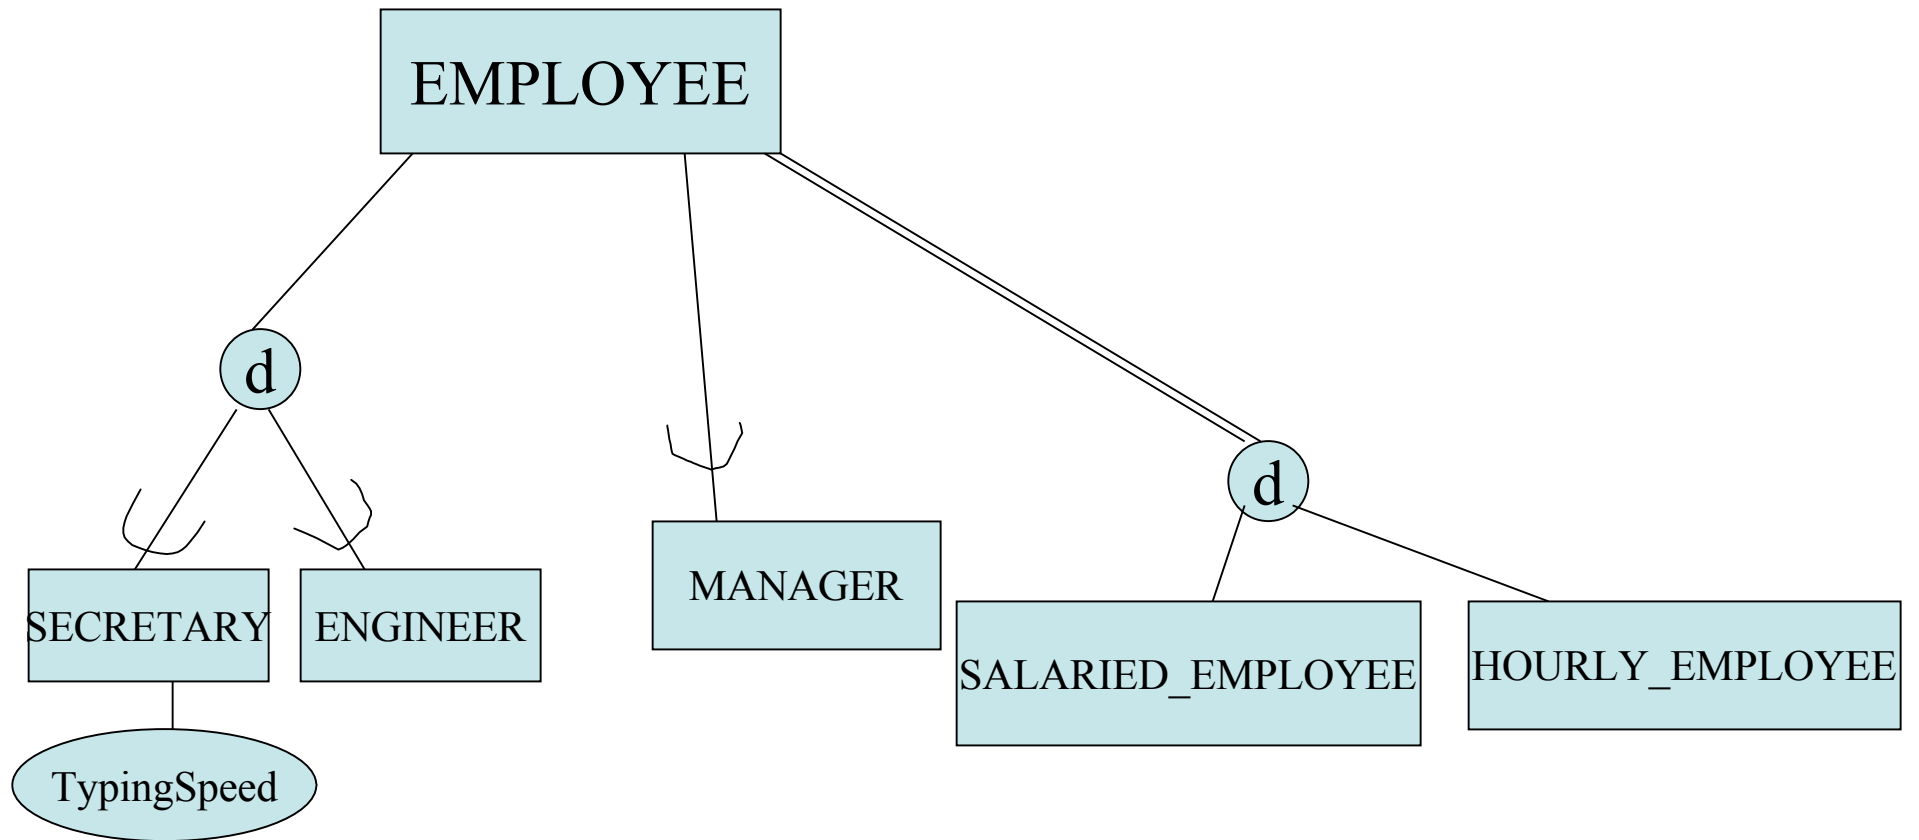 EMPLOYEE
d
d
MANAGER
SECRETARY
ENGINEER
SALARIED_EMPLOYEE
HOURLY_EMPLOYEE
TypingSpeed